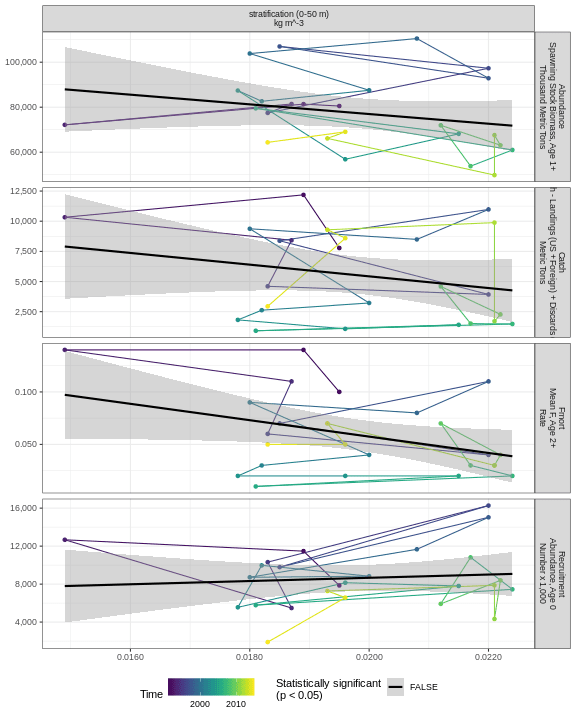 stratification (0-50 m)
kg m^-3
100,000
80,000
60,000
Abundance
Spawning Stock Biomass, Age 1+
Thousand Metric Tons
12,500
10,000
7,500
5,000
2,500
Catch
h - Landings (US + Foreign) + Discards
Metric Tons
0.100
0.050
Fmort
Mean F, Age 2+
Rate
16,000
12,000
8,000
4,000
Recruitment
Abundance, Age 0
Number x 1,000
0.0160 0.0180 0.0200 0.0220
Time
2000 2010
Statistically significant
(p < 0.05)
FALSE